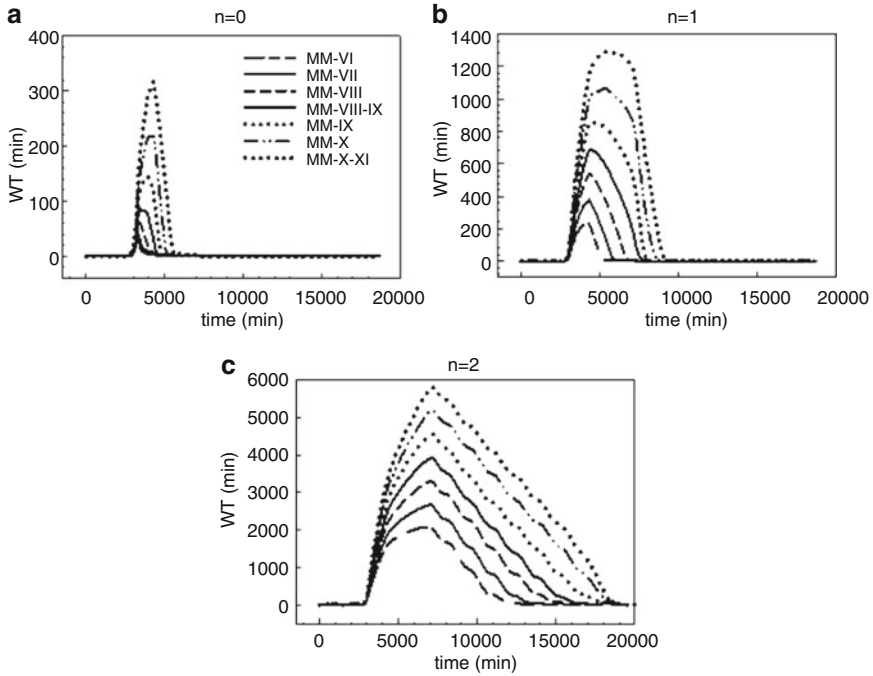 a
n=0
400
300
200
100
0
WT (min)
MM-VI
MM-VII
MM-VIII
MM-VIII-IX
MM-IX
MM-X
MM-X-XI
0 5000 10000 15000 20000
time (min)
b
n=1
1400
1200
1000
800
600
400
200
0
WT (min)
0 5000 10000 15000 20000
time (min)
c
n=2
6000
5000
4000
3000
2000
1000
0
WT (min)
0 5000 10000 15000 20000
time (min)